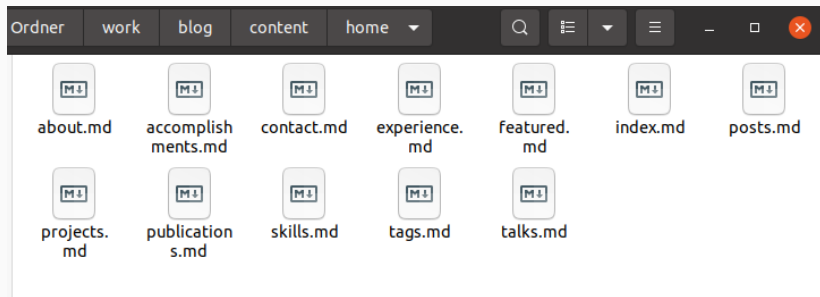 Ordner work blog content home
M↓ M↓ M↓ M↓ M↓ M↓ M↓
about.md accomplish contact.md experience. featured. index.md posts.md
ments.md md md
M↓ M↓ M↓ M↓ M↓
projects. publication skills.md tags.md talks.md
md s.md